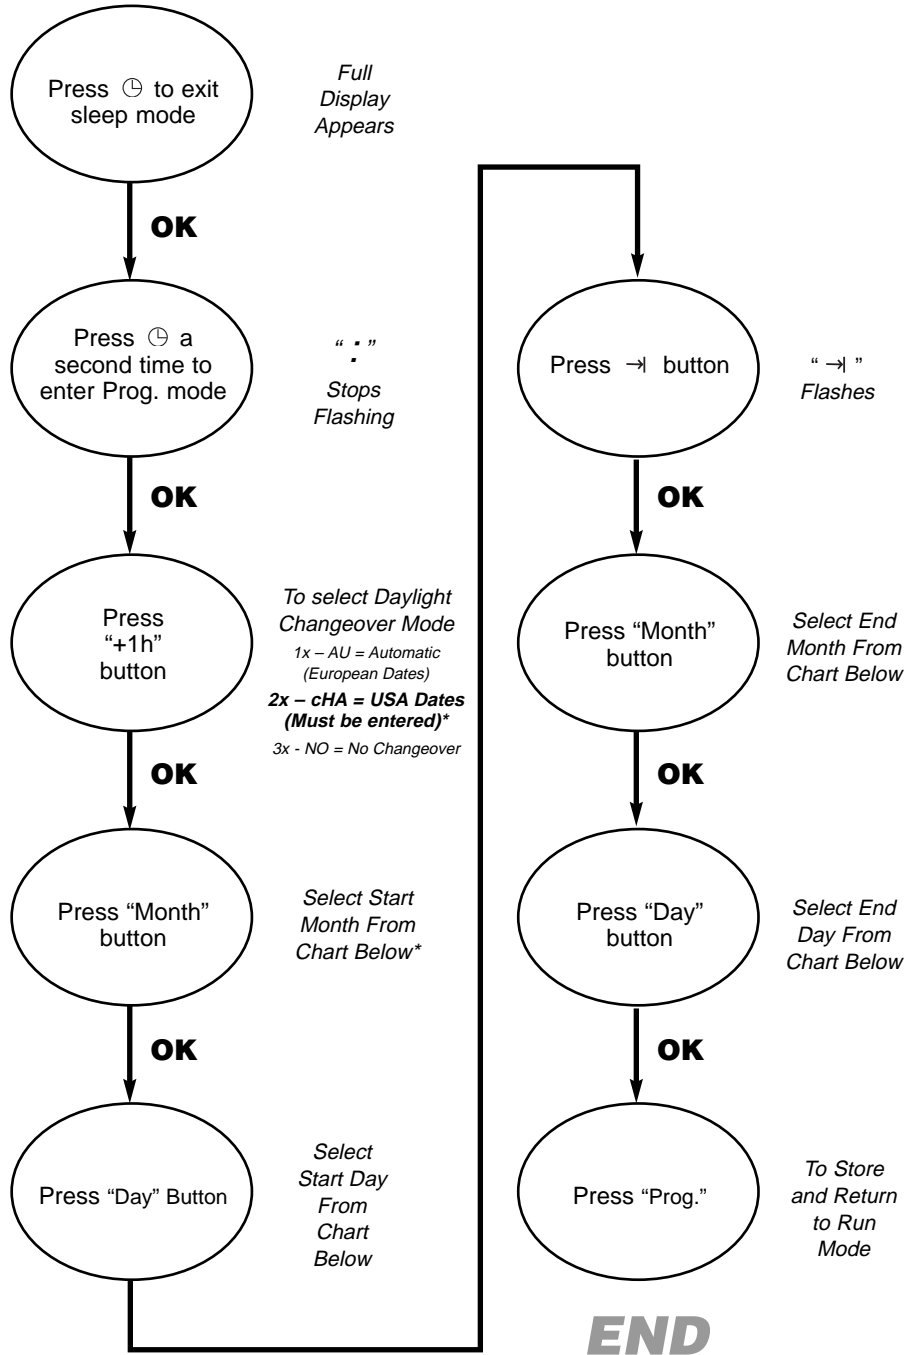 Press 🕒 to exit
sleep mode
Full
Display
Appears
OK
Press 🕒 a
second time to
enter Prog. mode
“ : ”
Stops
Flashing
OK
Press
“+1h”
button
To select Daylight
Changeover Mode
1x – AU = Automatic
(European Dates)
2x – cHA = USA Dates
(Must be entered)*
3x - NO = No Changeover
OK
Press “Month”
button
Select Start
Month From
Chart Below*
OK
Press “Day” Button
Select
Start Day
From
Chart
Below
Press →| button
“ →| ”
Flashes
OK
Press “Month”
button
Select End
Month From
Chart Below
OK
Press “Day”
button
Select End
Day From
Chart Below
OK
Press “Prog.”
To Store
and Return
to Run
Mode
END